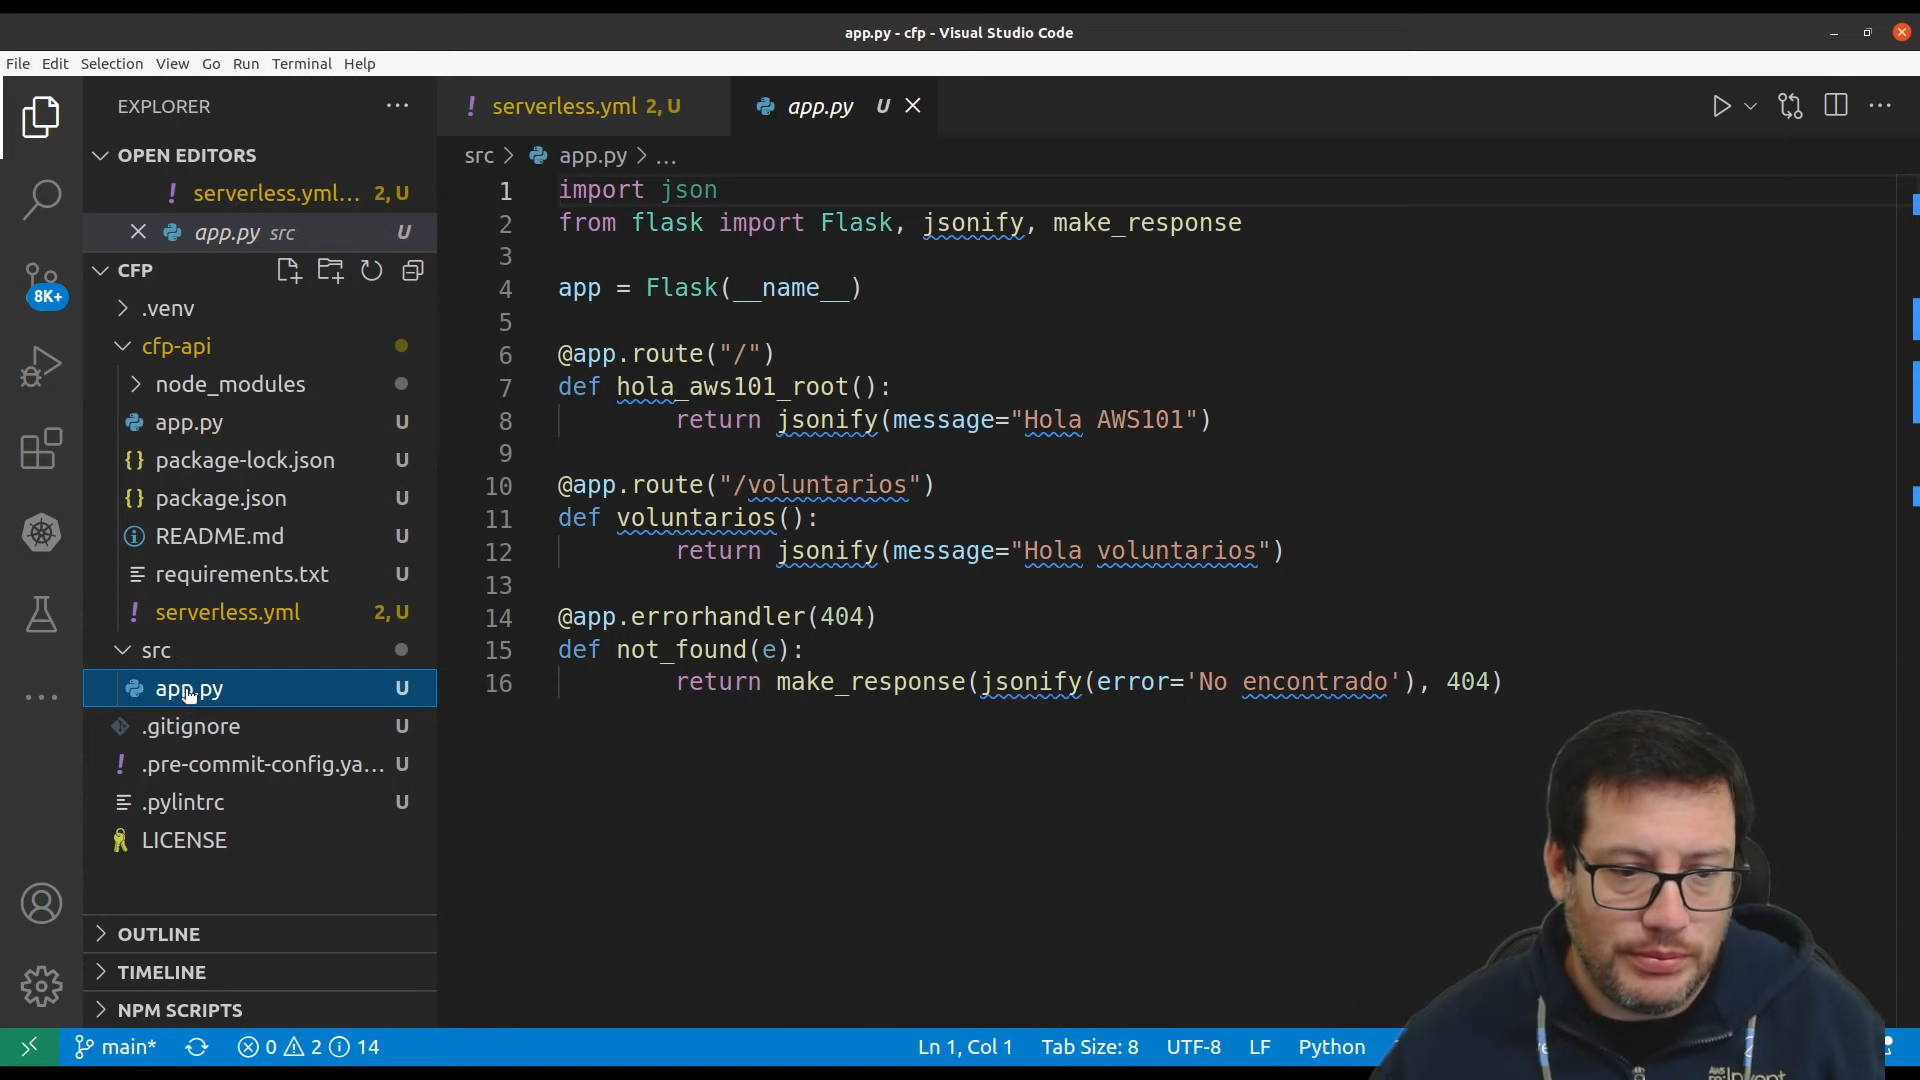 app.py - cfp - Visual Studio Code
File Edit Selection View Go Run Terminal Help
EXPLORER
OPEN EDITORS
serverless.yml... 2, U
app.py src U
CFP
.venv
cfp-api
node_modules
app.py U
package-lock.json U
package.json U
README.md U
requirements.txt U
serverless.yml 2, U
src
app.py U
.gitignore U
.pre-commit-config.ya... U
.pylintrc U
LICENSE
OUTLINE
TIMELINE
NPM SCRIPTS
8K+
serverless.yml 2, U
app.py U
src > app.py > ...
1 import json
2 from flask import Flask, jsonify, make_response
3
4 app = Flask(__name__)
5
6 @app.route("/")
7 def hola_aws101_root():
8 return jsonify(message="Hola AWS101")
9
10 @app.route("/voluntarios")
11 def voluntarios():
12 return jsonify(message="Hola voluntarios")
13
14 @app.errorhandler(404)
15 def not_found(e):
16 return make_response(jsonify(error='No encontrado'), 404)
main* 0 2 14
Ln 1, Col 1 Tab Size: 8 UTF-8 LF Python